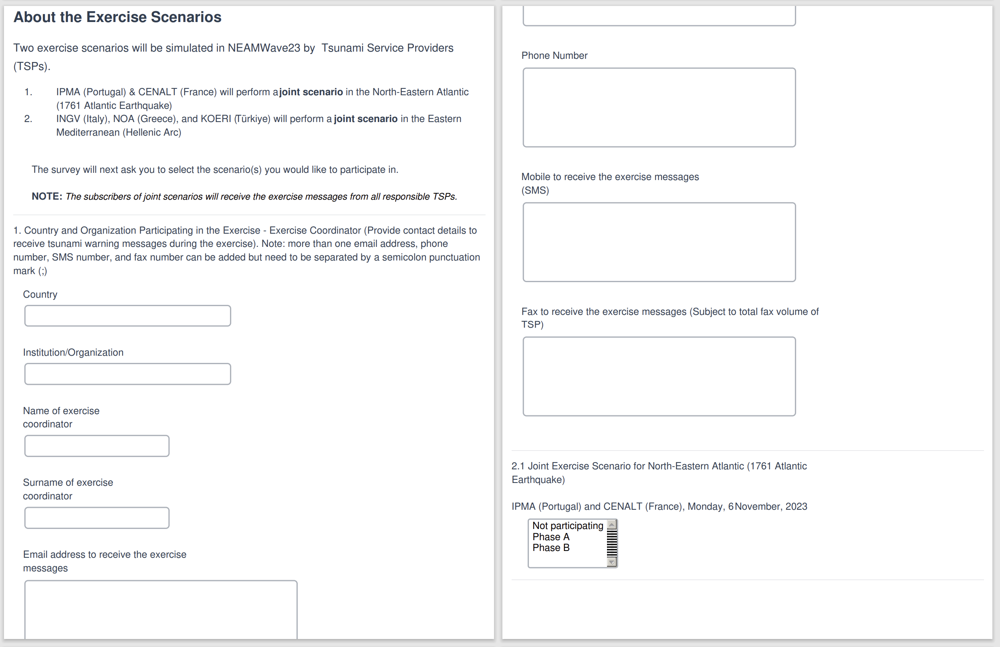 About the Exercise Scenarios
Two exercise scenarios will be simulated in NEAMWave23 by  Tsunami Service Providers
(TSPs).
1. IPMA (Portugal) & CENALT (France) will perform a joint scenario in the North-Eastern Atlantic
(1761 Atlantic Earthquake)
2. INGV (Italy), NOA (Greece), and KOERI (Türkiye) will perform a joint scenario in the Eastern
Mediterranean (Hellenic Arc)
The survey will next ask you to select the scenario(s) you would like to participate in.
NOTE: The subscribers of joint scenarios will receive the exercise messages from all responsible TSPs.
1. Country and Organization Participating in the Exercise - Exercise Coordinator (Provide contact details to
receive tsunami warning messages during the exercise). Note: more than one email address, phone
number, SMS number, and fax number can be added but need to be separated by a semicolon punctuation
mark (;)
Country
Institution/Organization
Name of exercise
coordinator
Surname of exercise
coordinator
Email address to receive the exercise
messages
Phone Number
Mobile to receive the exercise messages
(SMS)
Fax to receive the exercise messages (Subject to total fax volume of
TSP)
2.1 Joint Exercise Scenario for North-Eastern Atlantic (1761 Atlantic
Earthquake)
IPMA (Portugal) and CENALT (France), Monday, 6 November, 2023
Not participating
Phase A
Phase B